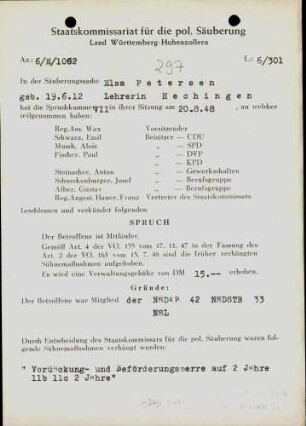 Staatskommissariat für die pol. Säuberung
Land Württemberg-Hohenzollern
Az.: 6/E/1062
L: 6/301
297
In der Säuberungssache Elsa Petersen
geb. 19.6.12 Lehrerin Hechingen
hat die Spruchkammer VII in ihrer Sitzung am 20.8.48, an welcher
teilgenommen haben:
Reg.Am. Wax Vorsitzender
Schwarz, Emil Beisitzer — CDU
Musch, Alois — SPD
Fischer, Paul — DVP
— KPD
Steinacher, Anton — Gewerkschaften
Schneckenburger, Josef — Berufsgruppe
Alber, Gustav — Berufsgruppe
Reg.Angest. Hauer, Franz Vertreter des Staatskommissars
beschlossen und verkündet folgenden
SPRUCH
Der Betroffene ist Mitläufer.
Gemäß Art. 4 der VO. 133 vom 17. 11. 47 in der Fassung des
Art. 2 der VO. 165 vom 13. 7. 48 sind die früher verhängten
Sühnemaßnahmen aufgehoben.
Es wird eine Verwaltungsgebühr von DM 15.— erhoben.
Gründe:
Der Betroffene war Mitglied der NSDAP. 42 NRDSTB 33
NSL
Durch Entscheidung des Staatskommissars für die pol. Säuberung waren fol-
gende Sühnemaßnahmen verhängt worden:
" Vorrückung- und Beförderungssperre auf 2 Jahre
11b 11c 2 Jahre"